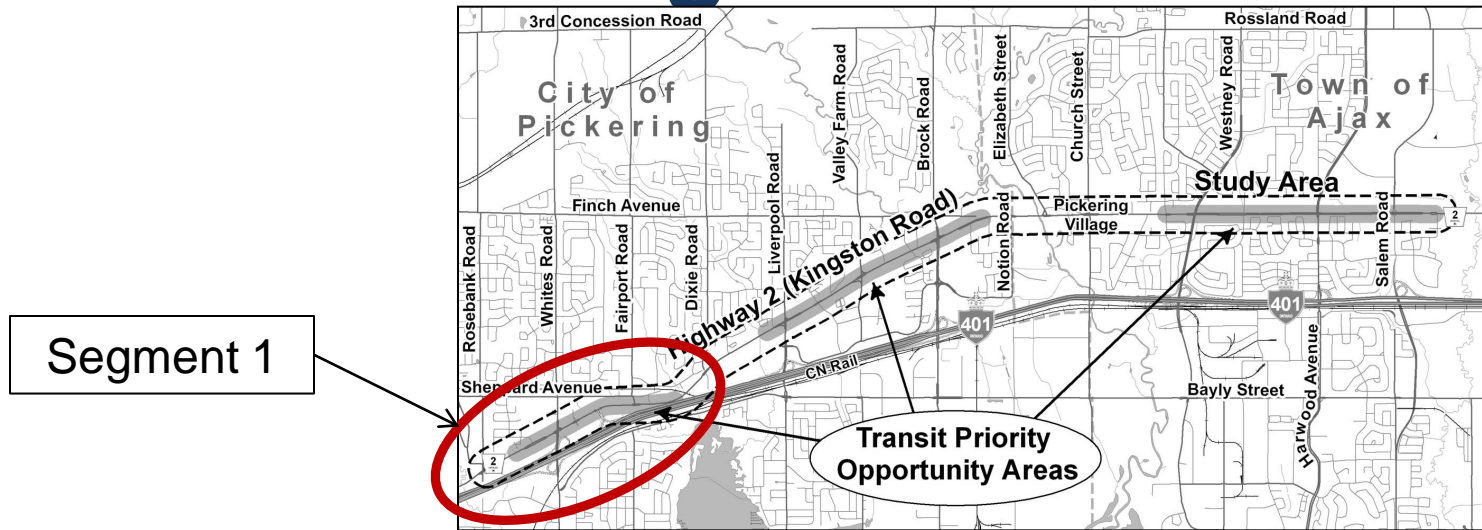 3rd Concession Road
Rossland Road
City of
Pickering
Valley Farm Road
Brock Road
Elizabeth Street
Church Street
Westney Road
Town of
Ajax
Study Area
Finch Avenue
Pickering
Village
2
Rosebank Road
Whites Road
Fairport Road
Dixie Road
Liverpool Road
Highway 2 (Kingston Road)
Notion Road
Salem Road
401
401
Segment 1
Sheppard Avenue
CN Rail
Bayly Street
Harwood Avenue
Transit Priority
Opportunity Areas
2